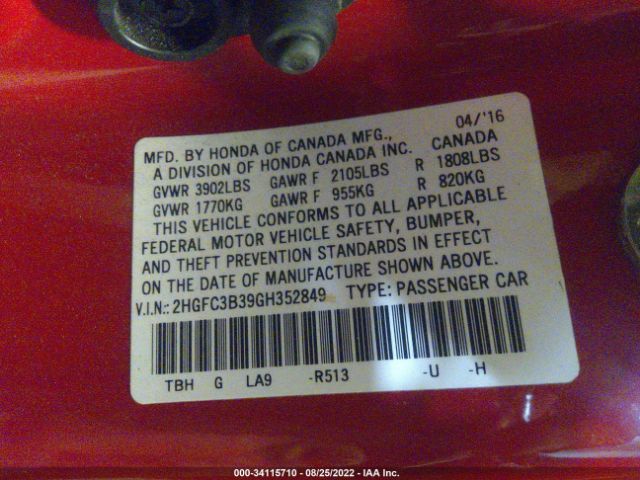 04/'16
MFD. BY HONDA OF CANADA MFG., CANADA
A DIVISION OF HONDA CANADA INC.
GVWR 3902LBS GAWR F 2105LBS R 1808LBS
GVWR 1770KG GAWR F 955KG R 820KG
THIS VEHICLE CONFORMS TO ALL APPLICABLE
FEDERAL MOTOR VEHICLE SAFETY, BUMPER,
AND THEFT PREVENTION STANDARDS IN EFFECT
ON THE DATE OF MANUFACTURE SHOWN ABOVE.
V.I.N.: 2HGFC3B39GH352849 TYPE: PASSENGER CAR
TBH G LA9 -R513 -U -H
000-34115710 - 08/25/2022 - IAA Inc.